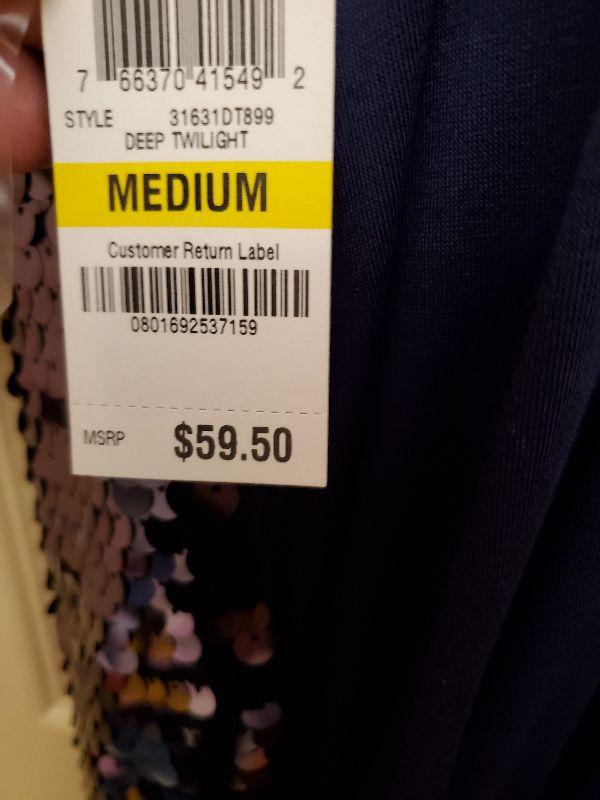 7 66370 41549 2
STYLE 31631DT899
DEEP TWILIGHT
MEDIUM
Customer Return Label
0801692537159
MSRP $59.50